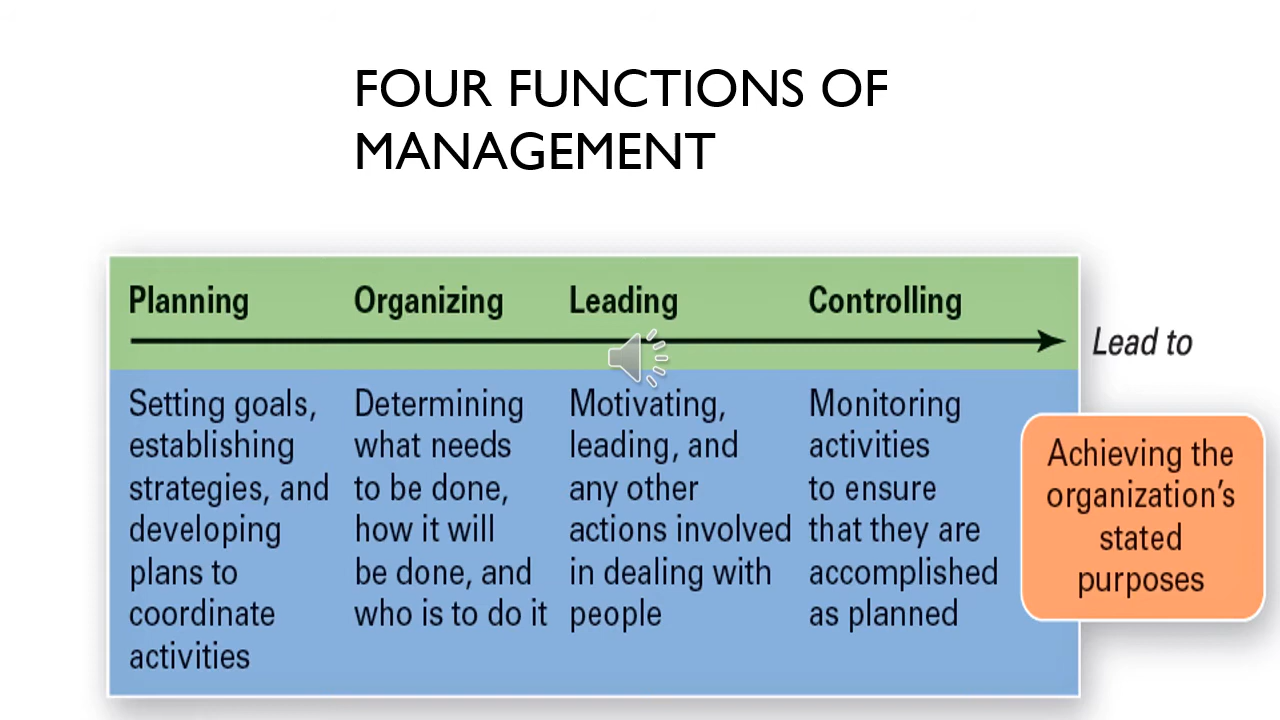 FOUR FUNCTIONS OF
MANAGEMENT
Planning
Organizing
Leading
Controlling
Lead to
Setting goals,
establishing
strategies, and
developing
plans to
coordinate
activities
Determining
what needs
to be done,
how it will
be done, and
who is to do it
Motivating,
leading, and
any other
actions involved
in dealing with
people
Monitoring
activities
to ensure
that they are
accomplished
as planned
Achieving the
organization's
stated
purposes